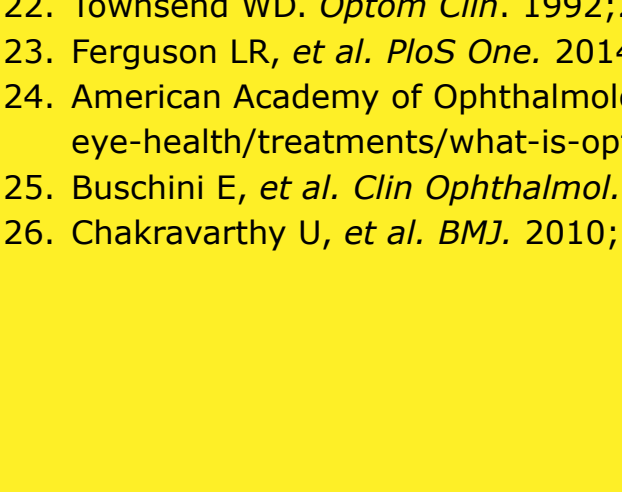 22. Townsend WD. Optom Clin. 1992;
23. Ferguson LR, et al. PloS One. 2014
24. American Academy of Ophthalmol
eye-health/treatments/what-is-op
25. Buschini E, et al. Clin Ophthalmol.
26. Chakravarthy U, et al. BMJ. 2010;